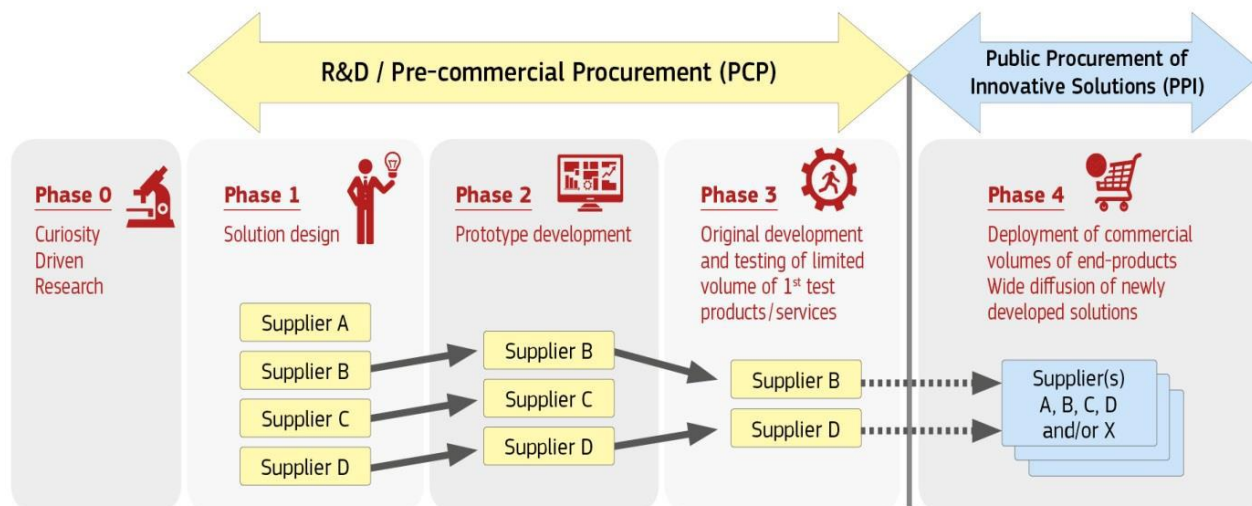 R&D / Pre-commercial Procurement (PCP)
Public Procurement of
Innovative Solutions (PPI)
Phase 0
Curiosity
Driven
Research
Phase 1
Solution design
Supplier A
Supplier B
Supplier C
Supplier D
Phase 2
Prototype development
Supplier B
Supplier C
Supplier D
Phase 3
Original development
and testing of limited
volume of 1st test
products/services
Supplier B
Supplier D
Phase 4
Deployment of commercial
volumes of end-products
Wide diffusion of newly
developed solutions
Supplier(s)
A, B, C, D
and/or X